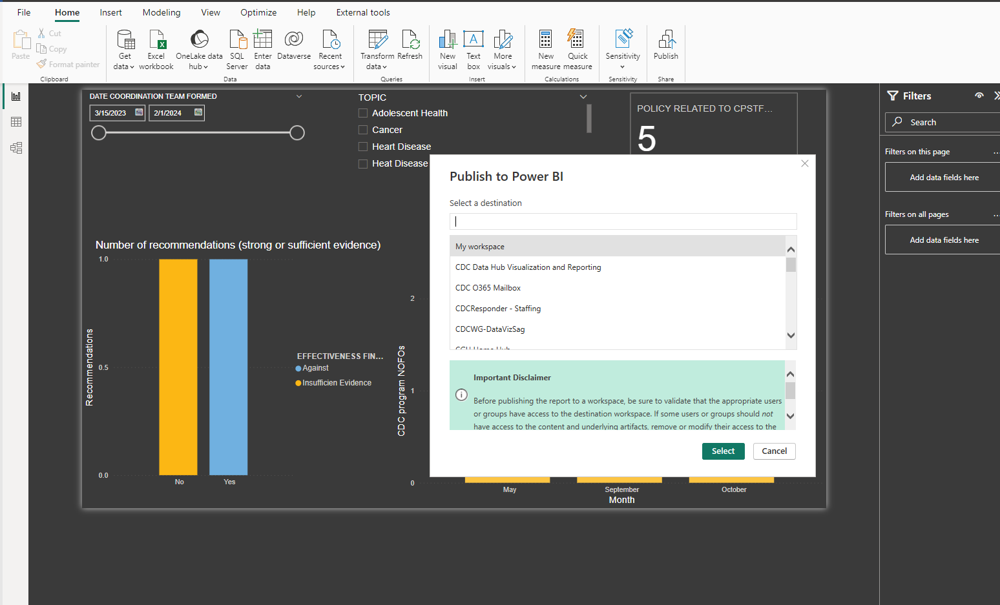 File Home Insert Modeling View Optimize Help External tools
Paste
Cut
Copy
Format painter
Clipboard
Get data
Excel workbook
OneLake data hub
SQL Server
Enter data
Dataverse
Recent sources
Data
Transform data
Refresh
Queries
New visual
Text box
More visuals
Insert
New measure
Quick measure
Calculations
Sensitivity
Sensitivity
Publish
Share
DATE COORDINATION TEAM FORMED
3/15/2023 2/1/2024
TOPIC
Adolescent Health
Cancer
Heart Disease
Heat Disease
POLICY RELATED TO CPSTF...
5
Filters
Search
Filters on this page
...
Add data fields here
Filters on all pages
...
Add data fields here
Publish to Power BI
Select a destination
My workspace
CDC Data Hub Visualization and Reporting
CDC O365 Mailbox
CDCResponder - Staffing
CDCWG-DataVizSag
Important Disclaimer
Before publishing the report to a workspace, be sure to validate that the appropriate users
or groups have access to the destination workspace. If some users or groups should not
have access to the content and underlying artifacts, remove or modify their access to the
Select Cancel
Number of recommendations (strong or sufficient evidence)
1.0
0.5
0.0
Recommendations
No Yes
EFFECTIVENESS FIN...
Against
Insufficien Evidence
2
1
0
CDC program NOFOs
May September October
Month